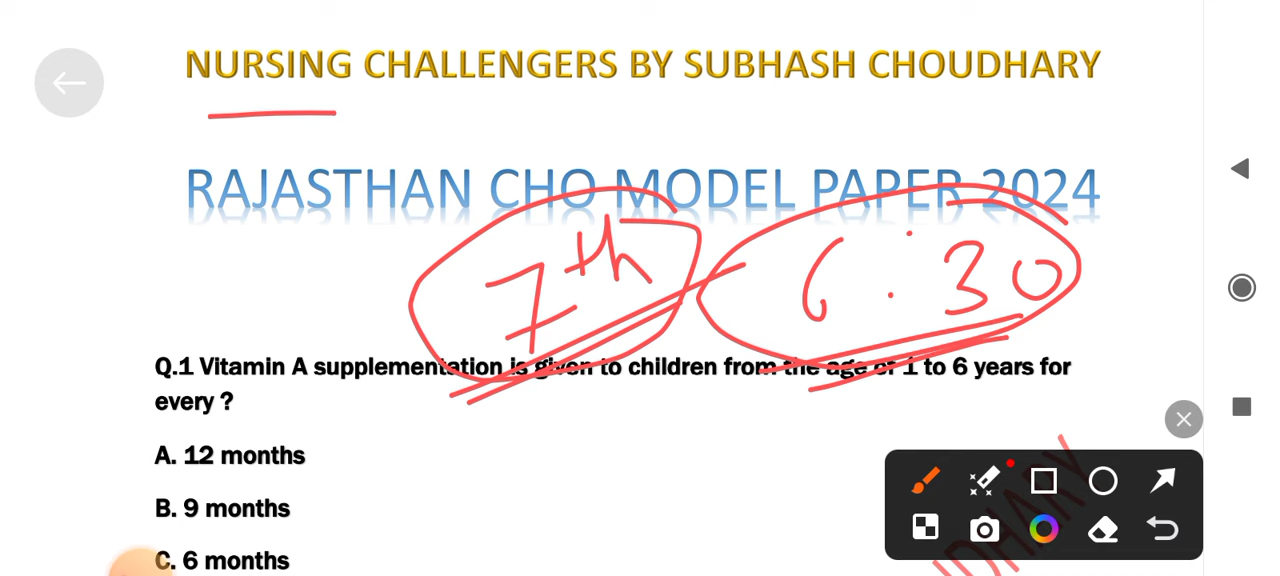 NURSING CHALLENGERS BY SUBHASH CHOUDHARY
RAJASTHAN CHO MODEL PAPER 2024
7th 6:30
Q.1 Vitamin A supplementation is given to children from the age of 1 to 6 years for
every ?
A. 12 months
B. 9 months
C. 6 months